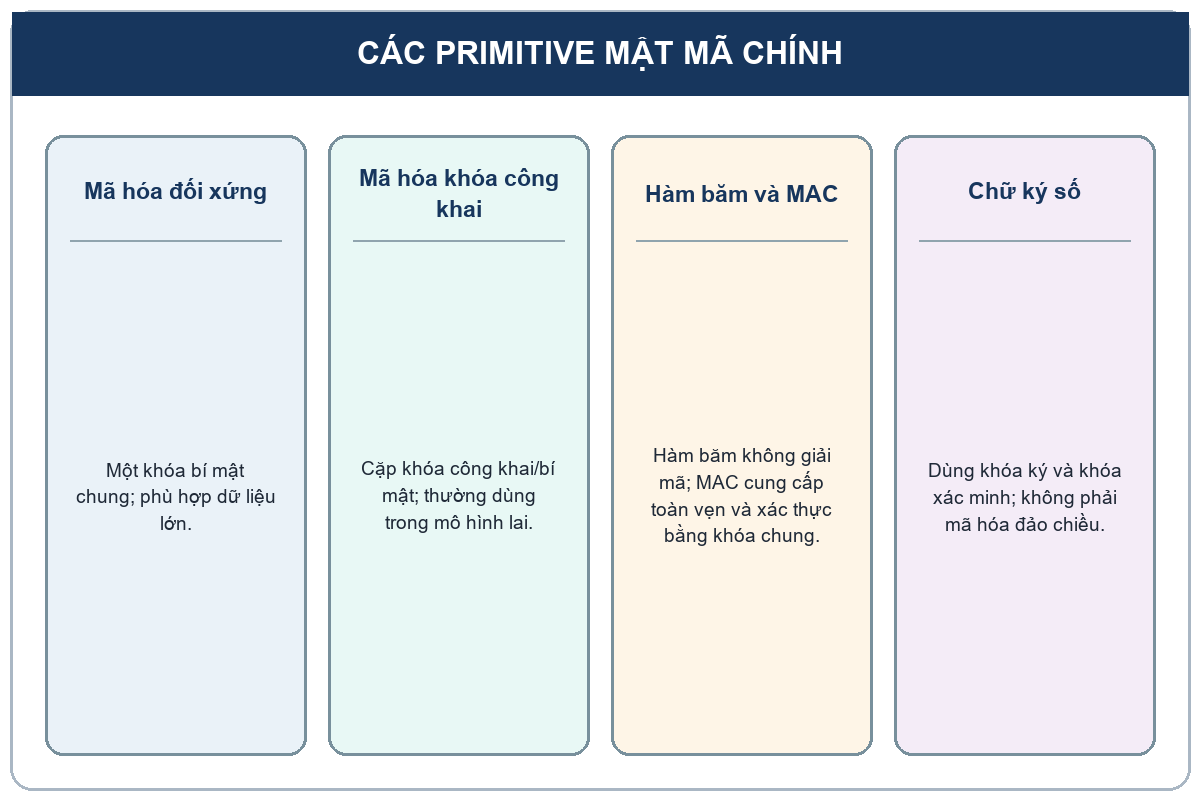 CÁC PRIMITIVE MẬT MÃ CHÍNH
Mã hóa đối xứng
Một khóa bí mật
chung; phù hợp dữ liệu
lớn.
Mã hóa khóa công
khai
Cặp khóa công khai/bí
mật; thường dùng
trong mô hình lai.
Hàm băm và MAC
Hàm băm không giải
mã; MAC cung cấp
toàn vẹn và xác thực
bằng khóa chung.
Chữ ký số
Dùng khóa ký và khóa
xác minh; không phải
mã hóa đảo chiều.